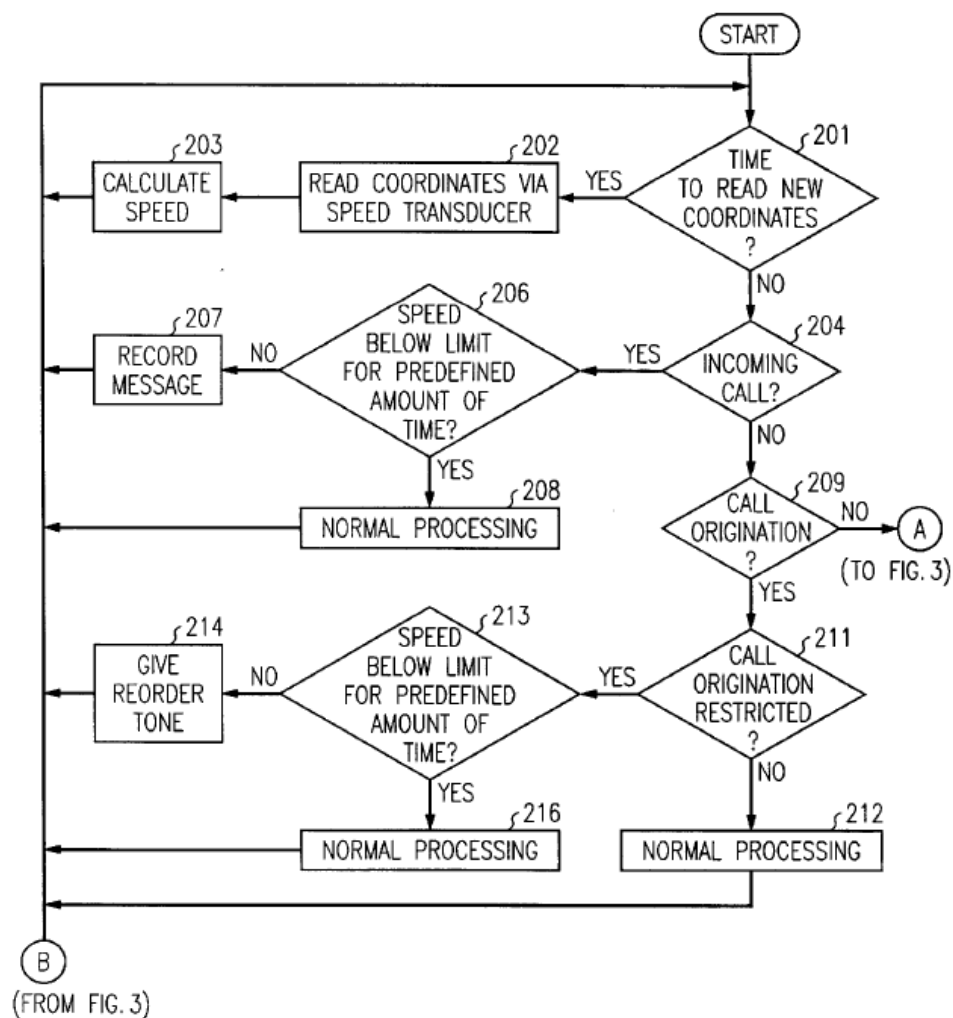 START
201
TIME
TO READ NEW
COORDINATES
?
YES
NO
202
READ COORDINATES VIA
SPEED TRANSDUCER
203
CALCULATE
SPEED
204
INCOMING
CALL?
YES
NO
206
SPEED
BELOW LIMIT
FOR PREDEFINED
AMOUNT OF
TIME?
NO
YES
207
RECORD
MESSAGE
208
NORMAL PROCESSING
209
CALL
ORIGINATION
?
NO
A
(TO FIG. 3)
YES
211
CALL
ORIGINATION
RESTRICTED
?
YES
NO
213
SPEED
BELOW LIMIT
FOR PREDEFINED
AMOUNT OF
TIME?
NO
YES
214
GIVE
REORDER
TONE
216
NORMAL PROCESSING
212
NORMAL PROCESSING
B
(FROM FIG. 3)